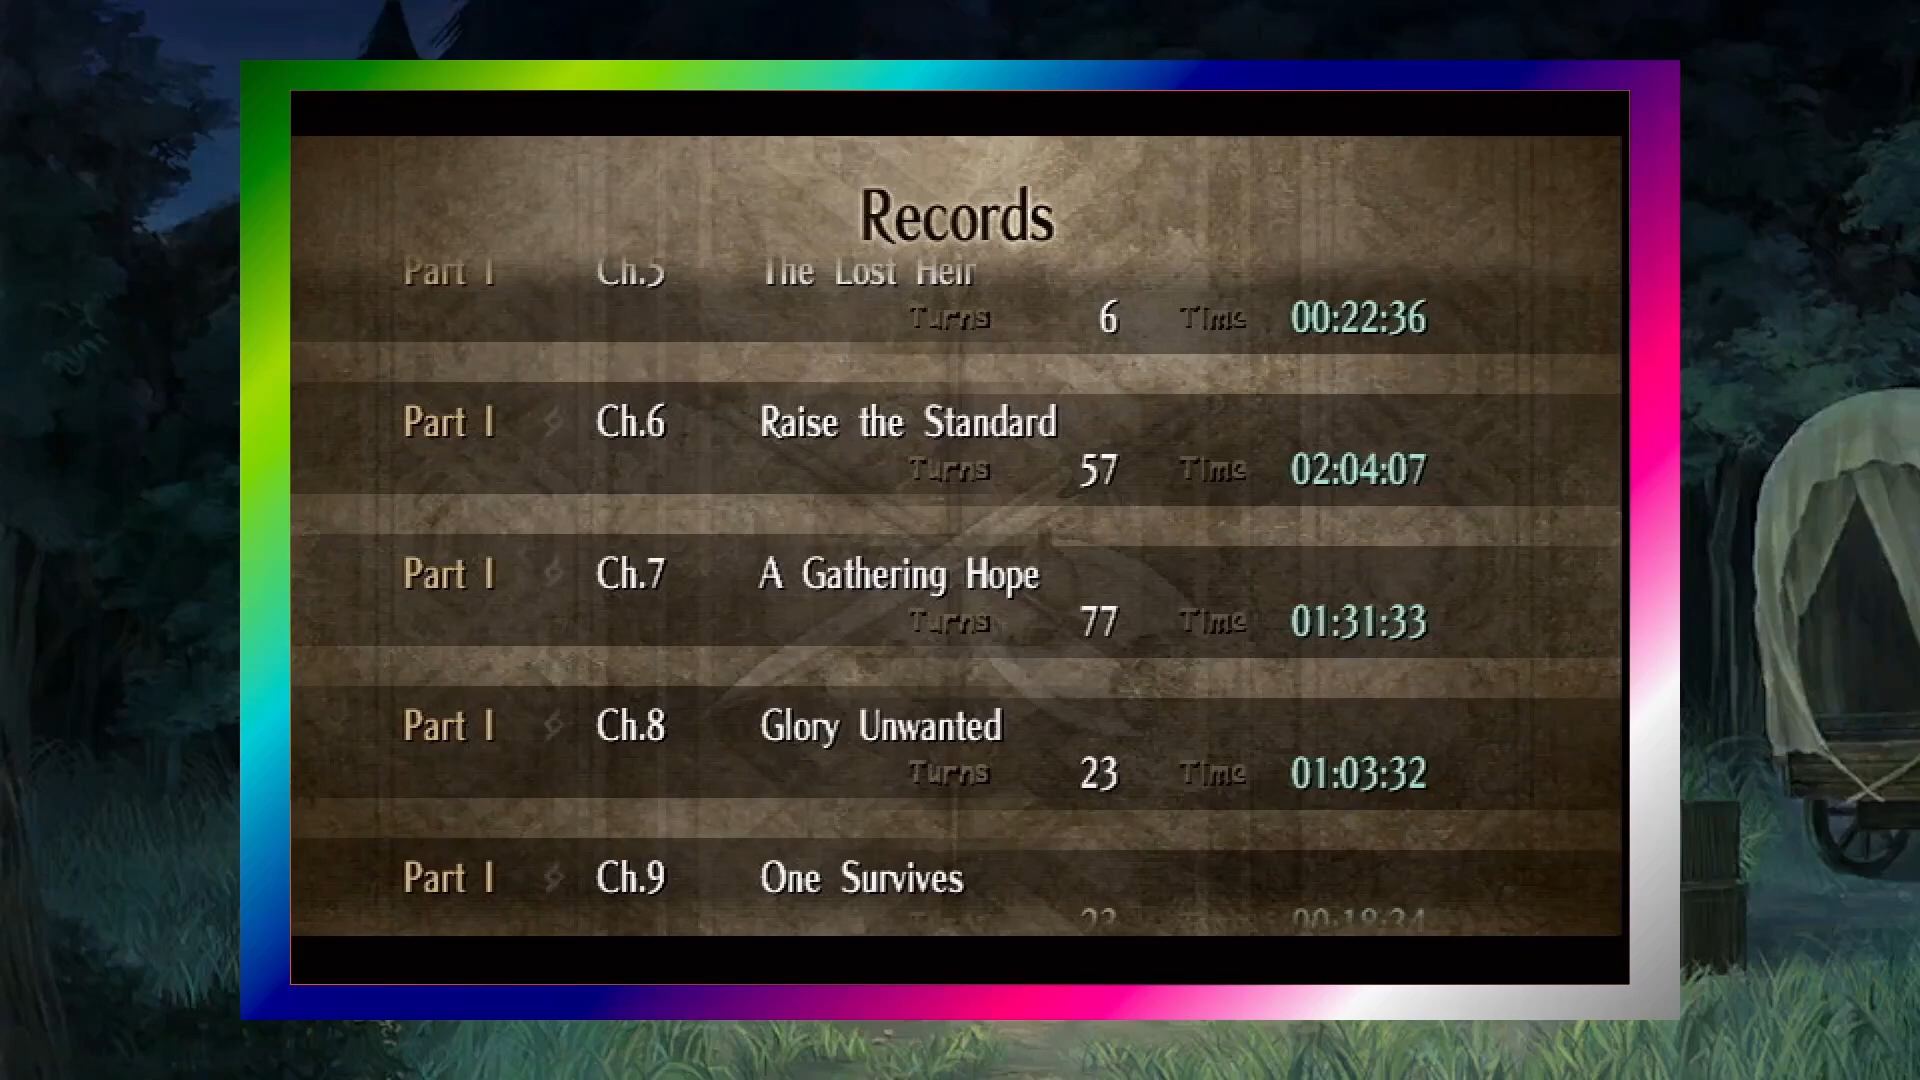 Records
Part I Ch.5 The Lost Heir
Turns 6 Time 00:22:36
Part I Ch.6 Raise the Standard
Turns 57 Time 02:04:07
Part I Ch.7 A Gathering Hope
Turns 77 Time 01:31:33
Part I Ch.8 Glory Unwanted
Turns 23 Time 01:03:32
Part I Ch.9 One Survives